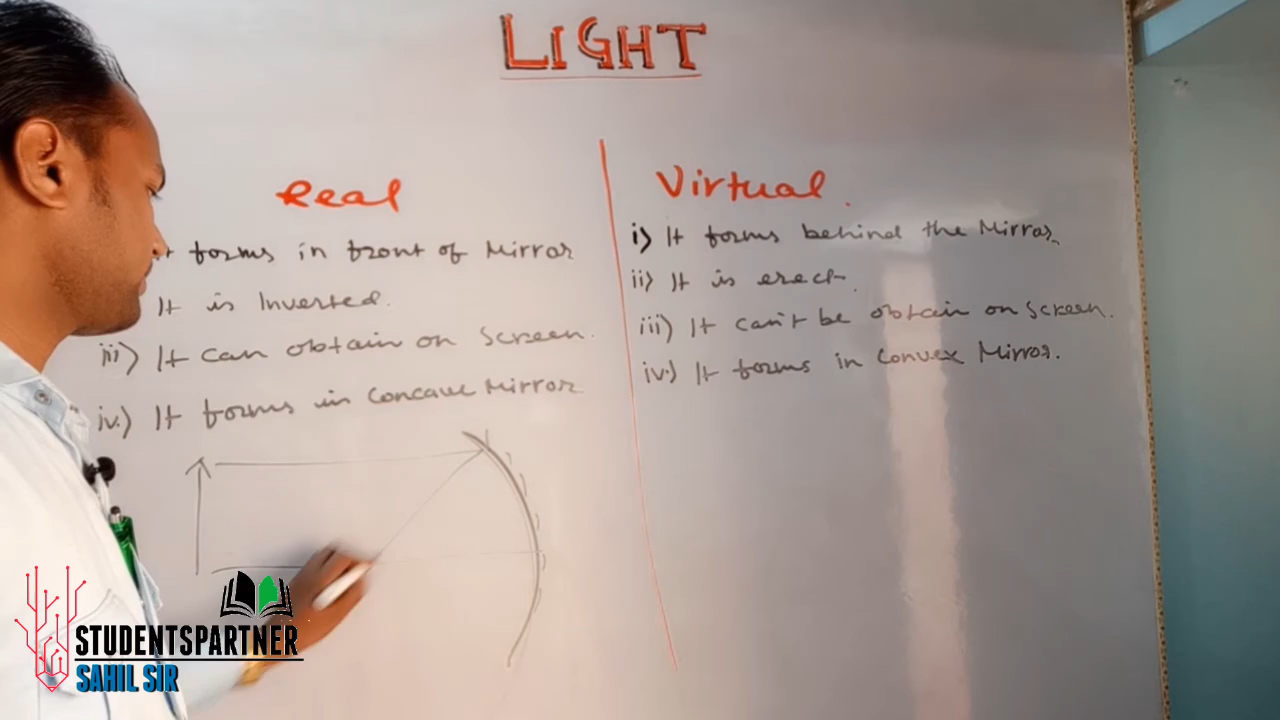 LIGHT
Real
It forms in front of Mirror
It is Inverted.
iii) It can obtain on Screen.
iv.) It forms in Concave Mirror
Virtual.
i) It forms behind the Mirror.
ii) It is erect.
iii) It can't be obtain on Screen.
iv.) It forms in Convex Mirror.
STUDENTSPARTNER
SAHIL SIR